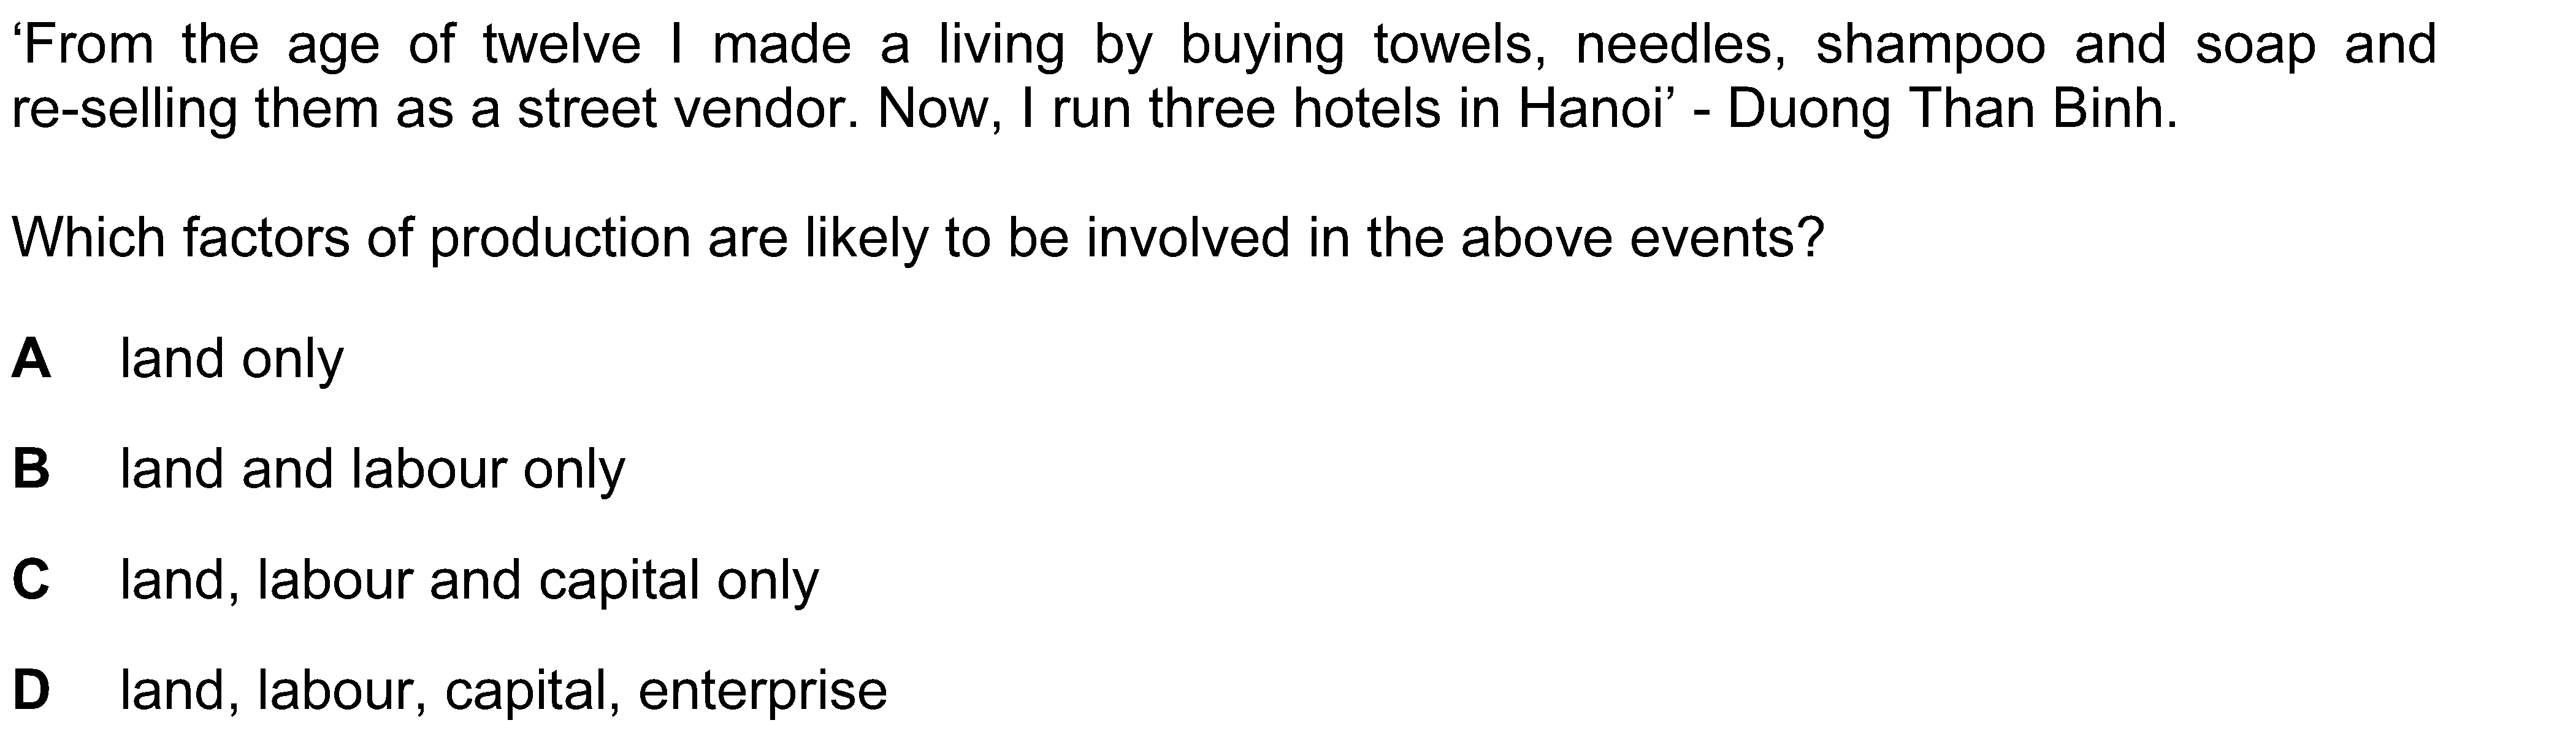 ‘From the age of twelve I made a living by buying towels, needles, shampoo and soap and
re-selling them as a street vendor. Now, I run three hotels in Hanoi’ - Duong Than Binh.
Which factors of production are likely to be involved in the above events?
A land only
B land and labour only
C land, labour and capital only
D land, labour, capital, enterprise